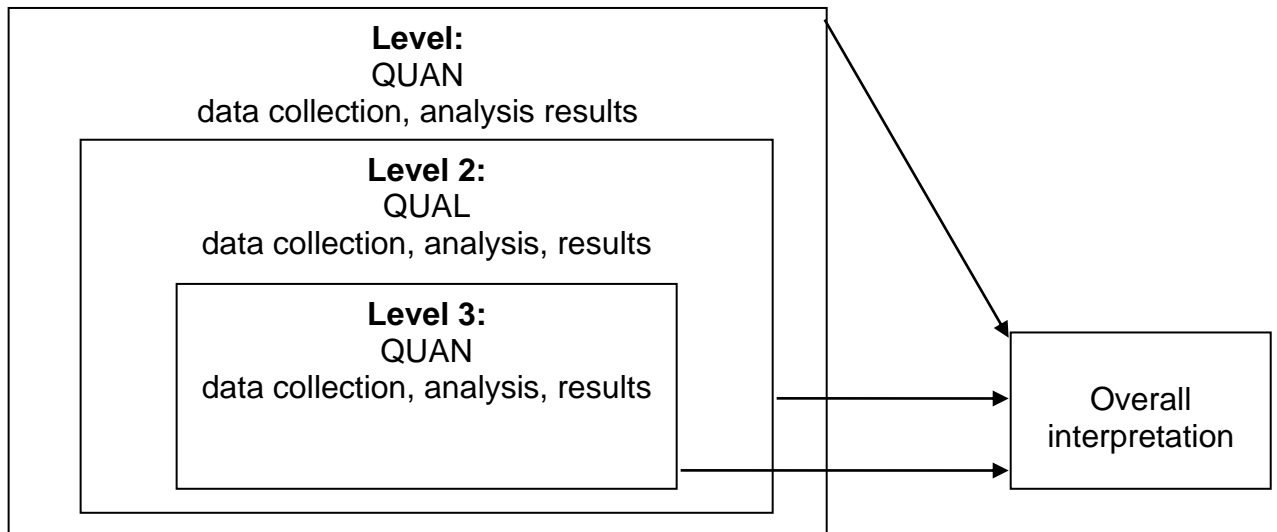 Level:
QUAN
data collection, analysis results
Level 2:
QUAL
data collection, analysis, results
Level 3:
QUAN
data collection, analysis, results
Overall
interpretation